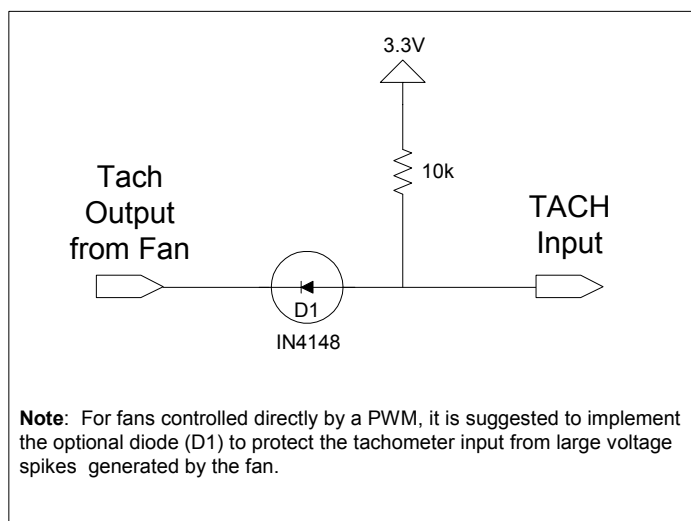 3.3V
10k
Tach
Output
from Fan
TACH
Input
D1
IN4148
Note: For fans controlled directly by a PWM, it is suggested to implement
the optional diode (D1) to protect the tachometer input from large voltage
spikes generated by the fan.